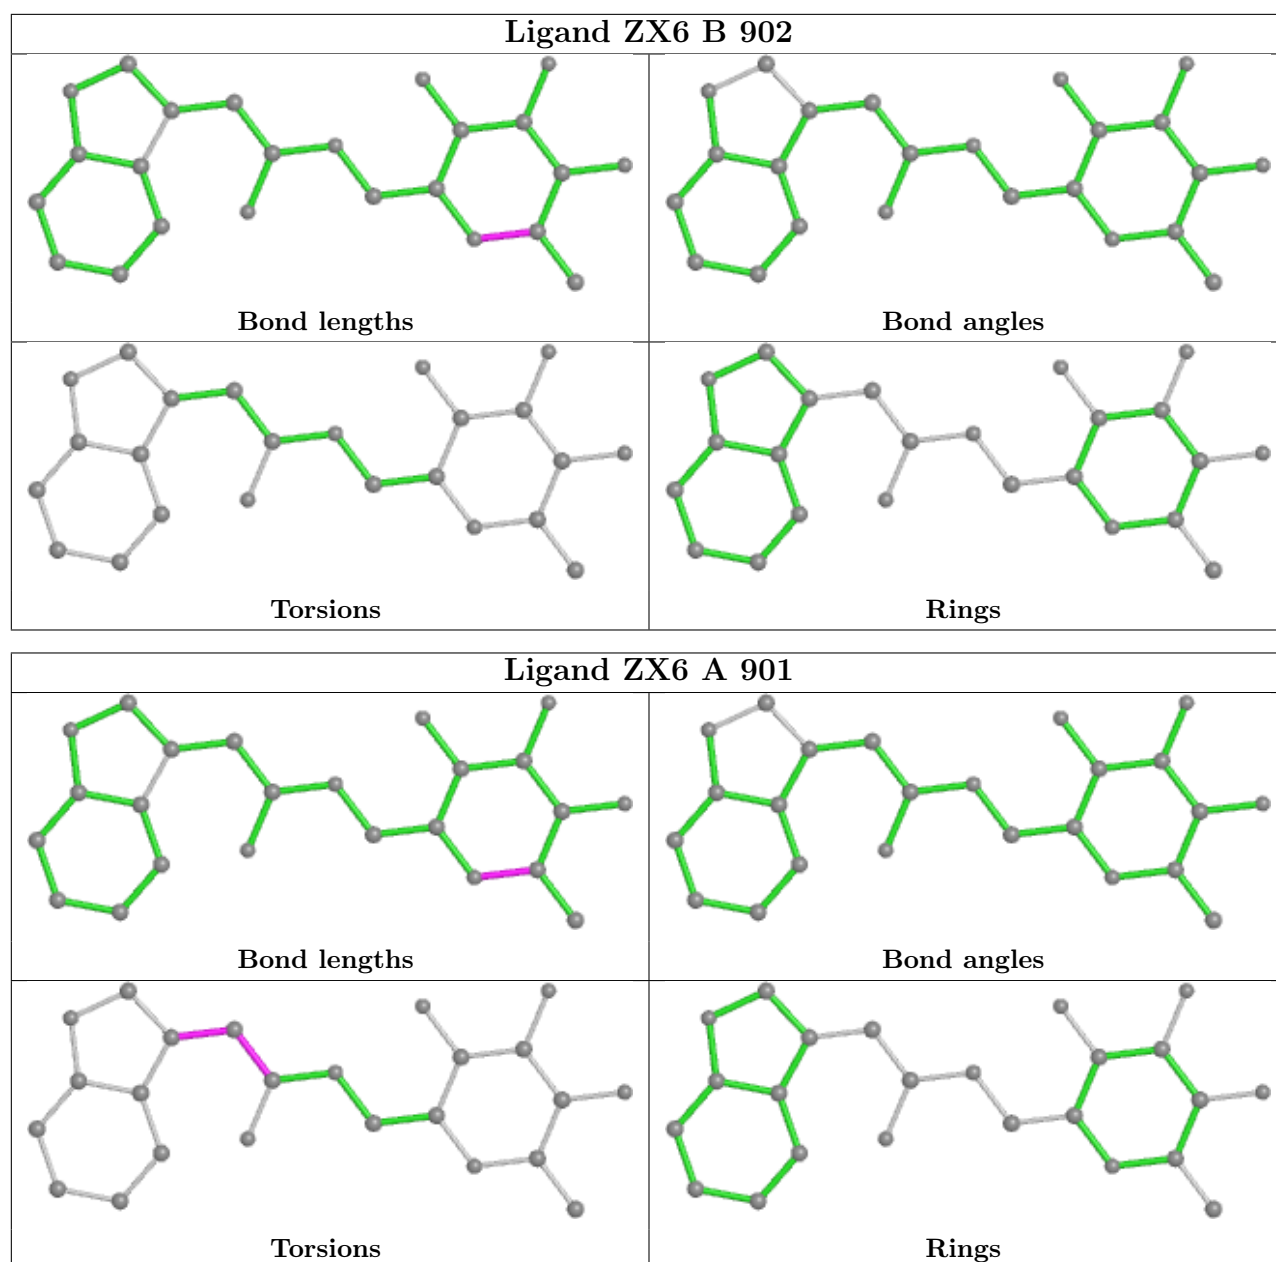 Ligand ZX6 B 902
Bond lengths
Bond angles
Torsions
Rings
Ligand ZX6 A 901
Bond lengths
Bond angles
Torsions
Rings